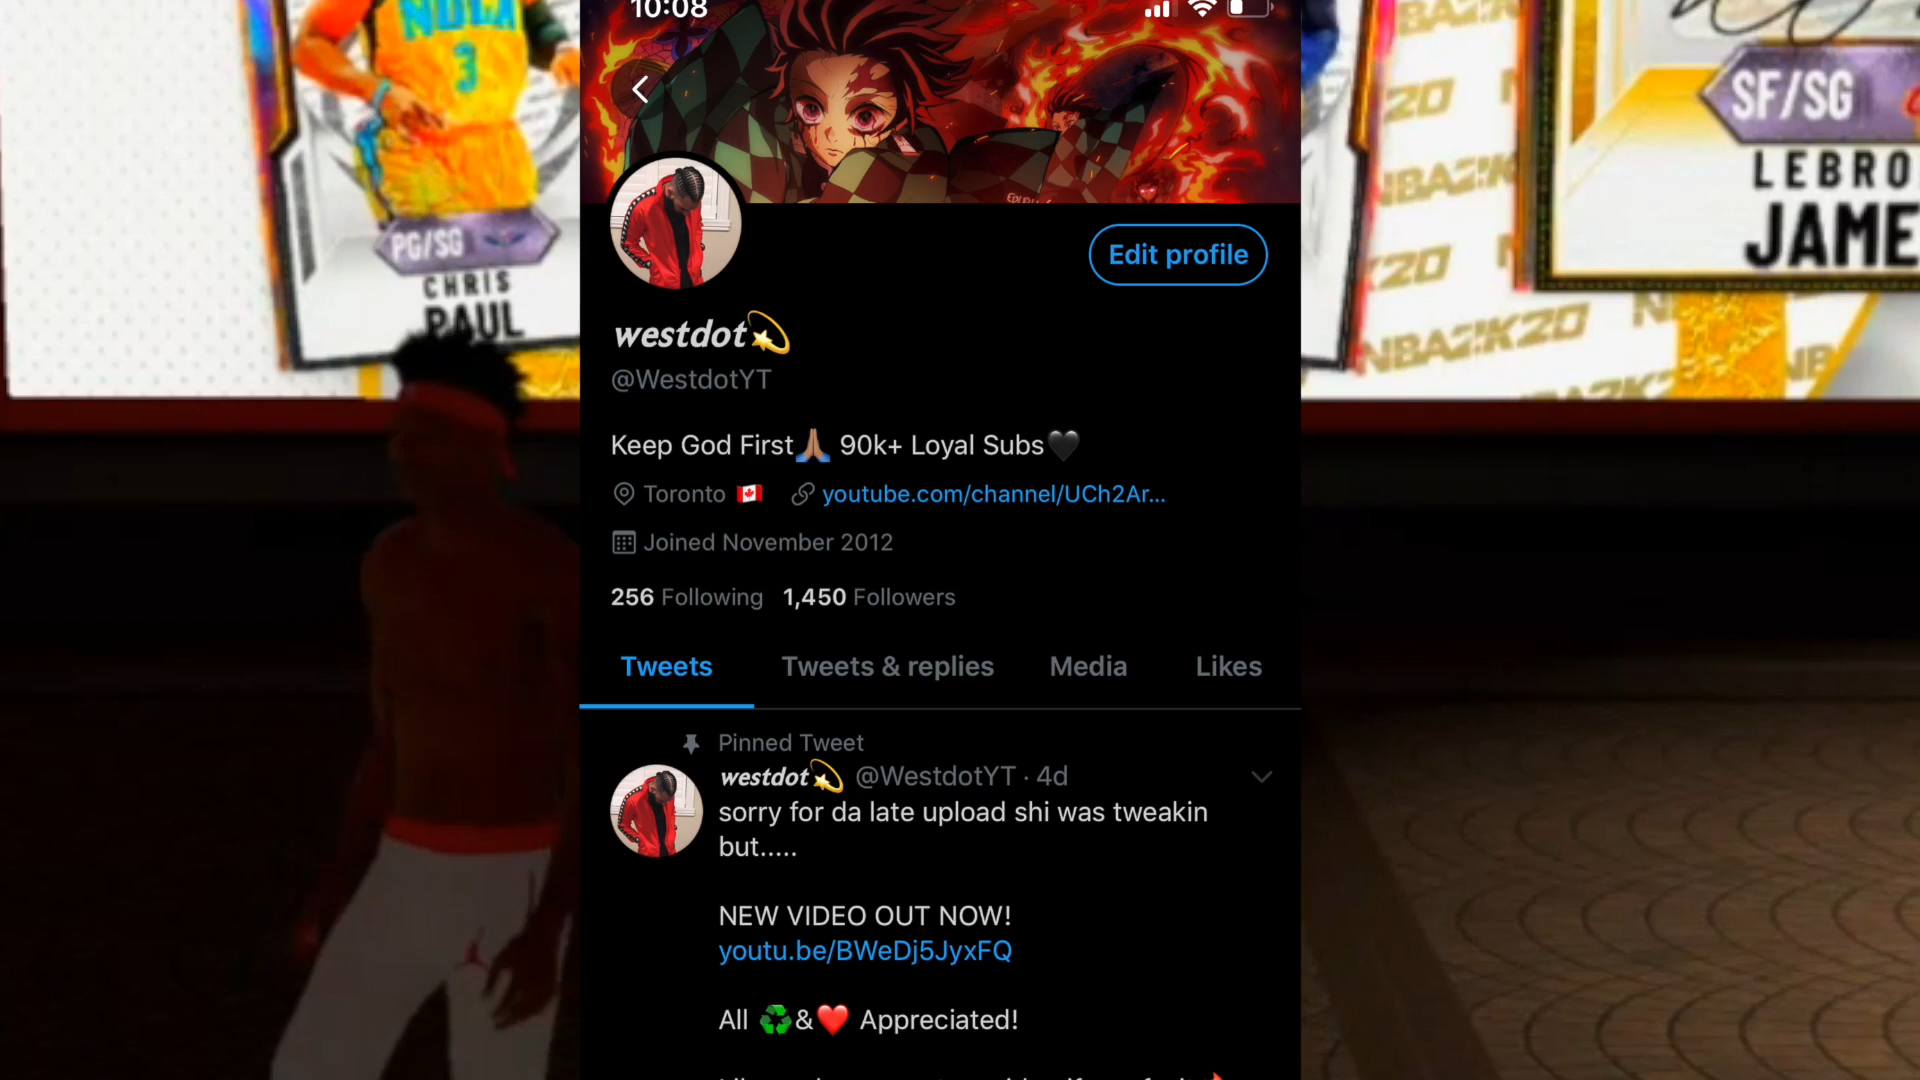 10:08
NOLA
3
PG/SG
CHRIS
PAUL
Edit profile
westdot💫
@WestdotYT
Keep God First🙏🏽 90k+ Loyal Subs🖤
Toronto 🇨🇦 youtube.com/channel/UCh2Ar...
Joined November 2012
256 Following 1,450 Followers
Tweets Tweets & replies Media Likes
Pinned Tweet
westdot💫 @WestdotYT · 4d
sorry for da late upload shi was tweakin
but.....
NEW VIDEO OUT NOW!
youtu.be/BWeDj5JyxFQ
All ♻️&❤️ Appreciated!
SF/SG
LEBRO
JAME
NBA2K20